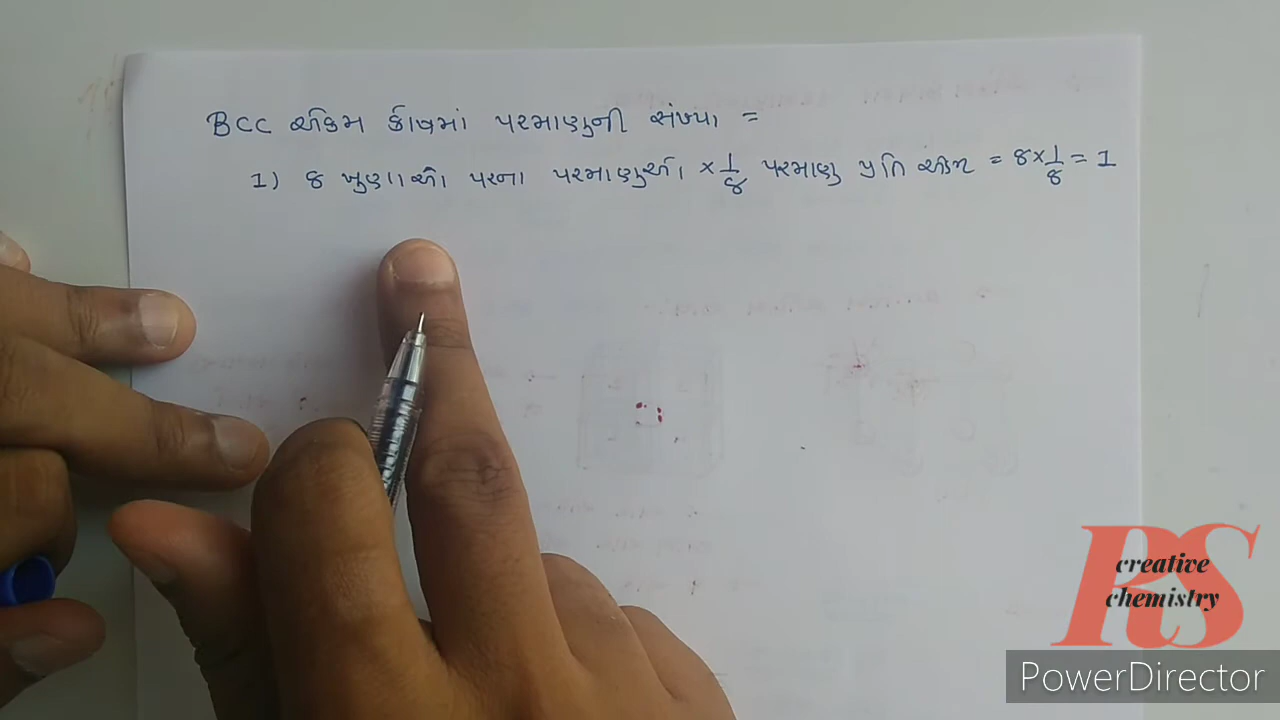 BCC એકમ કોષમાં પરમાણુની સંખ્યા =
1) 8 ખુણાઓ પરના પરમાણુઓ × 1/8 પરમાણુ પ્રતિ એકમ = 8 × 1/8 = 1
RS
creative
chemistry
PowerDirector